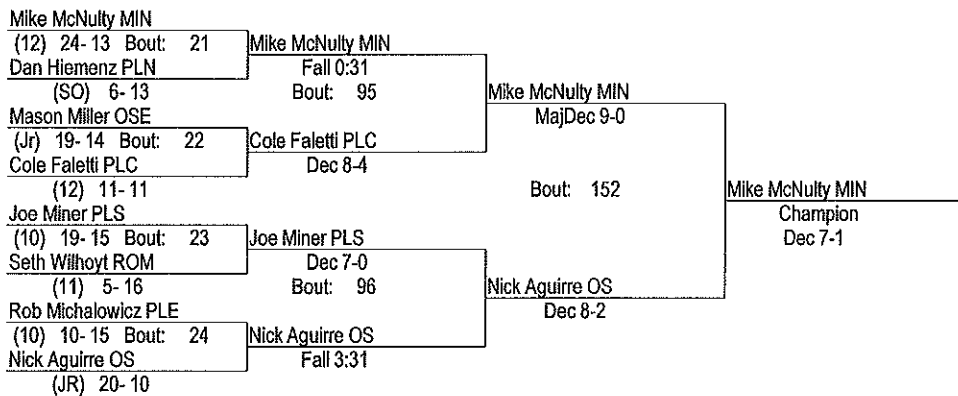 Mike McNulty MIN
(12) 24-13 Bout: 21
Dan Hiemenz PLN
(SO) 6-13
Mason Miller OSE
(Jr) 19-14 Bout: 22
Cole Faletti PLC
(12) 11-11
Joe Miner PLS
(10) 19-15 Bout: 23
Seth Wilhoyt ROM
(11) 5-16
Rob Michalowicz PLE
(10) 10-15 Bout: 24
Nick Aguirre OS
(JR) 20-10
Mike McNulty MIN
Fall 0:31
Bout: 95
Cole Faletti PLC
Dec 8-4
Joe Miner PLS
Dec 7-0
Bout: 96
Nick Aguirre OS
Fall 3:31
Mike McNulty MIN
MajDec 9-0
Bout: 152
Nick Aguirre OS
Dec 8-2
Mike McNulty MIN
Champion
Dec 7-1